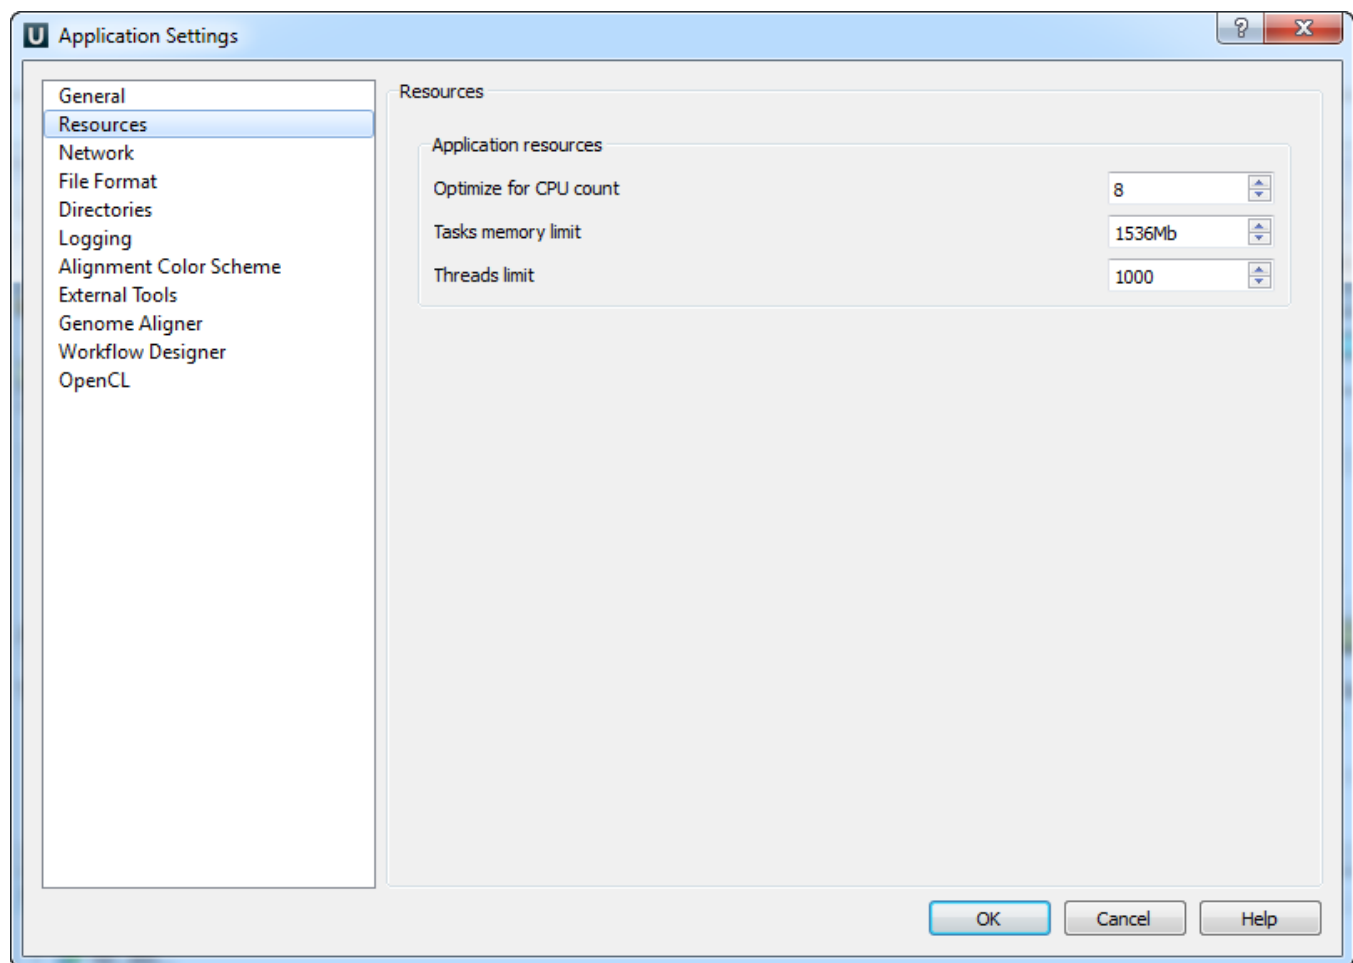 U Application Settings
?
X
General
Resources
Network
File Format
Directories
Logging
Alignment Color Scheme
External Tools
Genome Aligner
Workflow Designer
OpenCL
Resources
Application resources
Optimize for CPU count 8
Tasks memory limit 1536Mb
Threads limit 1000
OK Cancel Help